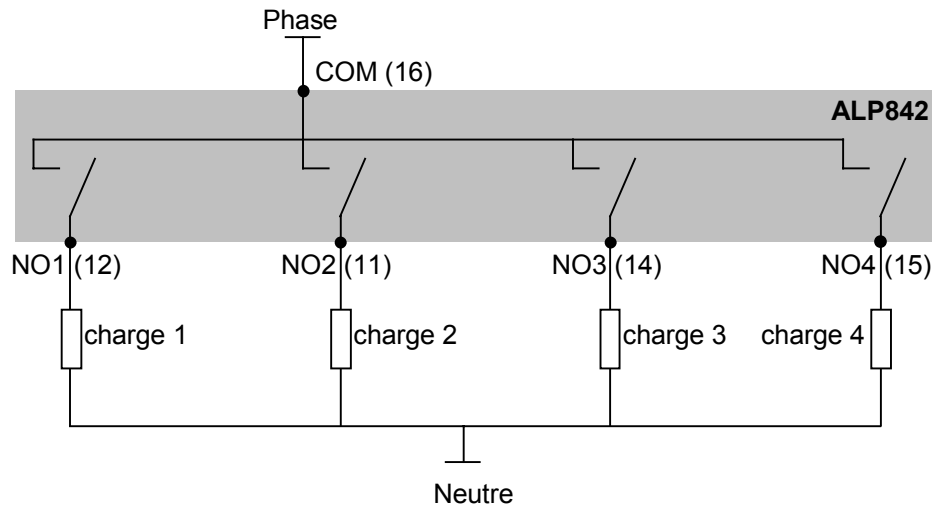 Phase
COM (16)
ALP842
NO1 (12) NO2 (11) NO3 (14) NO4 (15)
charge 1 charge 2 charge 3 charge 4
Neutre